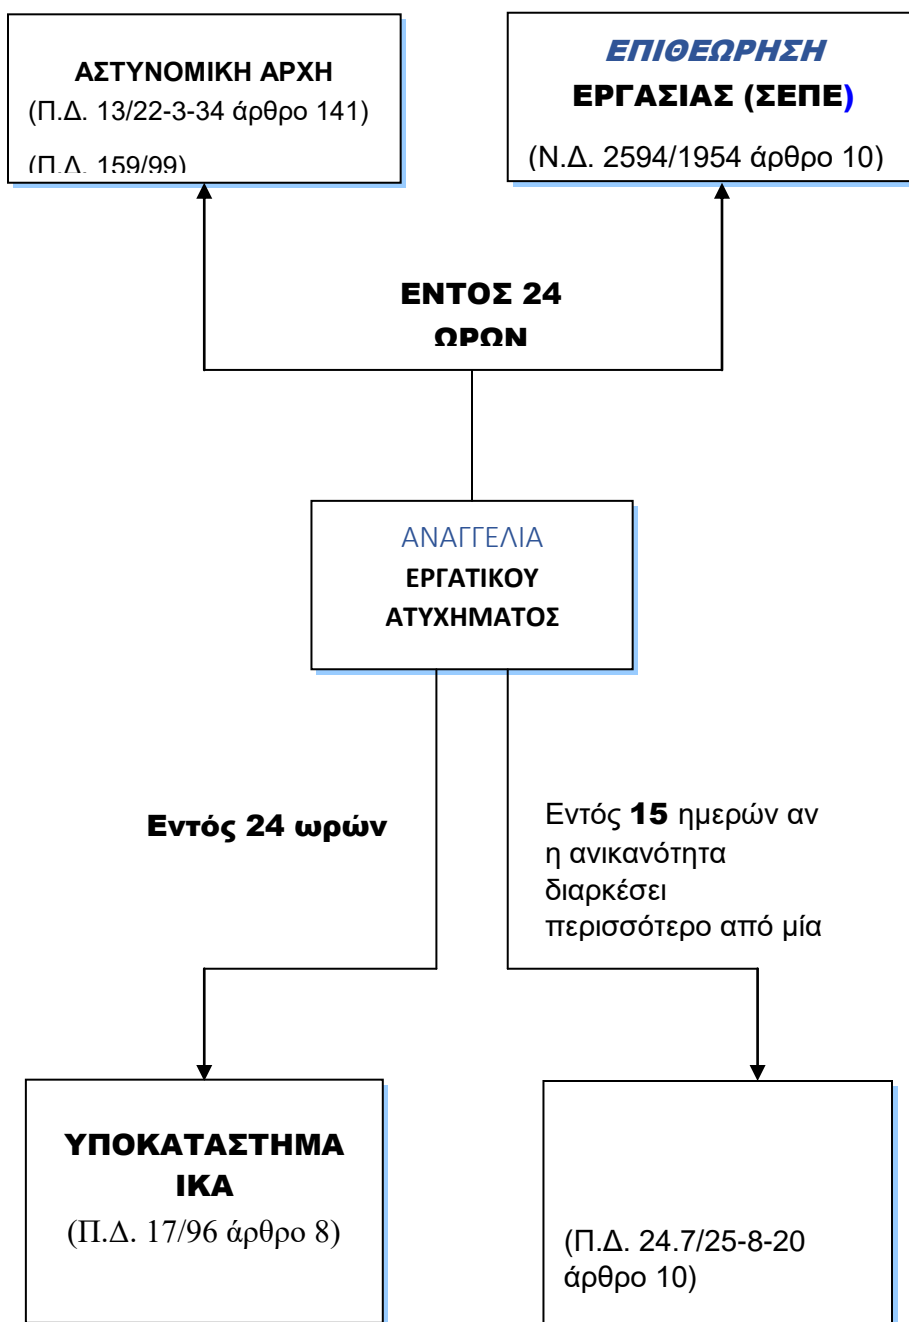 ΑΣΤΥΝΟΜΙΚΗ ΑΡΧΗ
(Π.Δ. 13/22-3-34 άρθρο 141)
(Π.Δ. 159/99)
ΕΠΙΘΕΩΡΗΣΗ
ΕΡΓΑΣΙΑΣ (ΣΕΠΕ)
(Ν.Δ. 2594/1954 άρθρο 10)
ΕΝΤΟΣ 24
ΩΡΩΝ
ΑΝΑΓΓΕΛΙΑ
ΕΡΓΑΤΙΚΟΥ
ΑΤΥΧΗΜΑΤΟΣ
Εντός 24 ωρών
Εντός 15 ημερών αν
η ανικανότητα
διαρκέσει
περισσότερο από μία
ΥΠΟΚΑΤΑΣΤΗΜΑ
ΙΚΑ
(Π.Δ. 17/96 άρθρο 8)
(Π.Δ. 24.7/25-8-20
άρθρο 10)